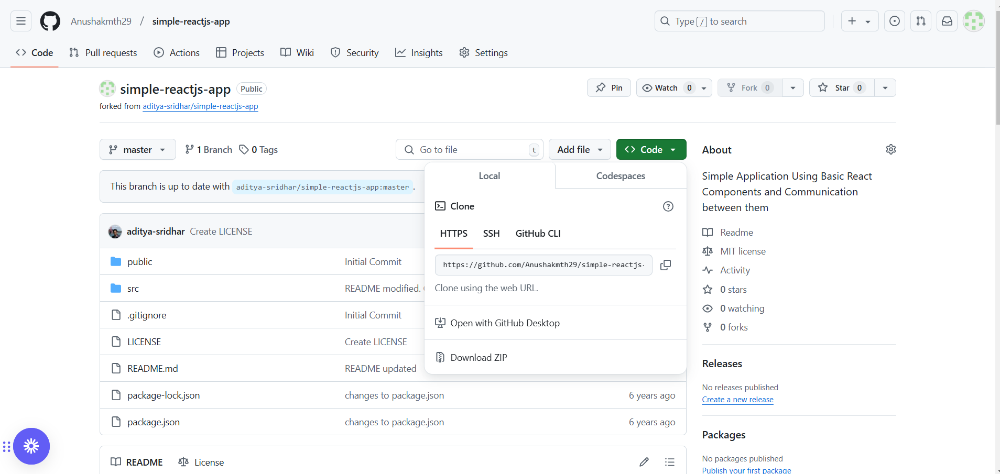 Anushakmth29 / simple-reactjs-app
Type / to search
Code Pull requests Actions Projects Wiki Security Insights Settings
simple-reactjs-app Public
forked from aditya-sridhar/simple-reactjs-app
Pin Watch 0 Fork 0 Star 0
master 1 Branch 0 Tags
Go to file t Add file Code
This branch is up to date with aditya-sridhar/simple-reactjs-app:master .
aditya-sridhar Create LICENSE
public Initial Commit
src README modified.
.gitignore Initial Commit
LICENSE Create LICENSE
README.md README updated
package-lock.json changes to package.json 6 years ago
package.json changes to package.json 6 years ago
README License
Local Codespaces
Clone
HTTPS SSH GitHub CLI
https://github.com/Anushakmth29/simple-reactjs-
Clone using the web URL.
Open with GitHub Desktop
Download ZIP
About
Simple Application Using Basic React
Components and Communication
between them
Readme
MIT license
Activity
0 stars
0 watching
0 forks
Releases
No releases published
Create a new release
Packages
No packages published
Publish your first package